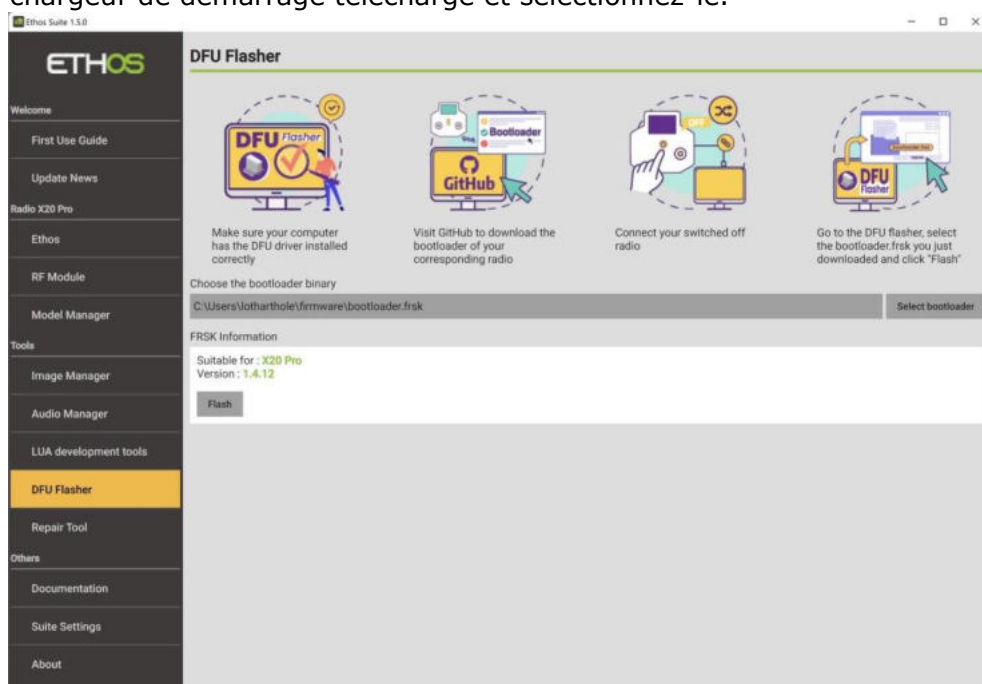 chargeur de démarrage téléchargé et sélectionnez-le.
Ethos Suite 1.5.0
ETHOS
DFU Flasher
Welcome
First Use Guide
Update News
Radio X20 Pro
Ethos
RF Module
Model Manager
Tools
Image Manager
Audio Manager
LUA development tools
DFU Flasher
Repair Tool
Others
Documentation
Suite Settings
About
DFU Flasher
Bootloader
GitHub
OFF
bootloader.frsk
DFU
Flasher
Make sure your computer
has the DFU driver installed
correctly
Visit GitHub to download the
bootloader of your
corresponding radio
Connect your switched off
radio
Go to the DFU flasher, select
the bootloader.frsk you just
downloaded and click "Flash"
Choose the bootloader binary
C:\Users\lotharthole\firmware\bootloader.frsk
Select bootloader
FRSK Information
Suitable for : X20 Pro
Version : 1.4.12
Flash